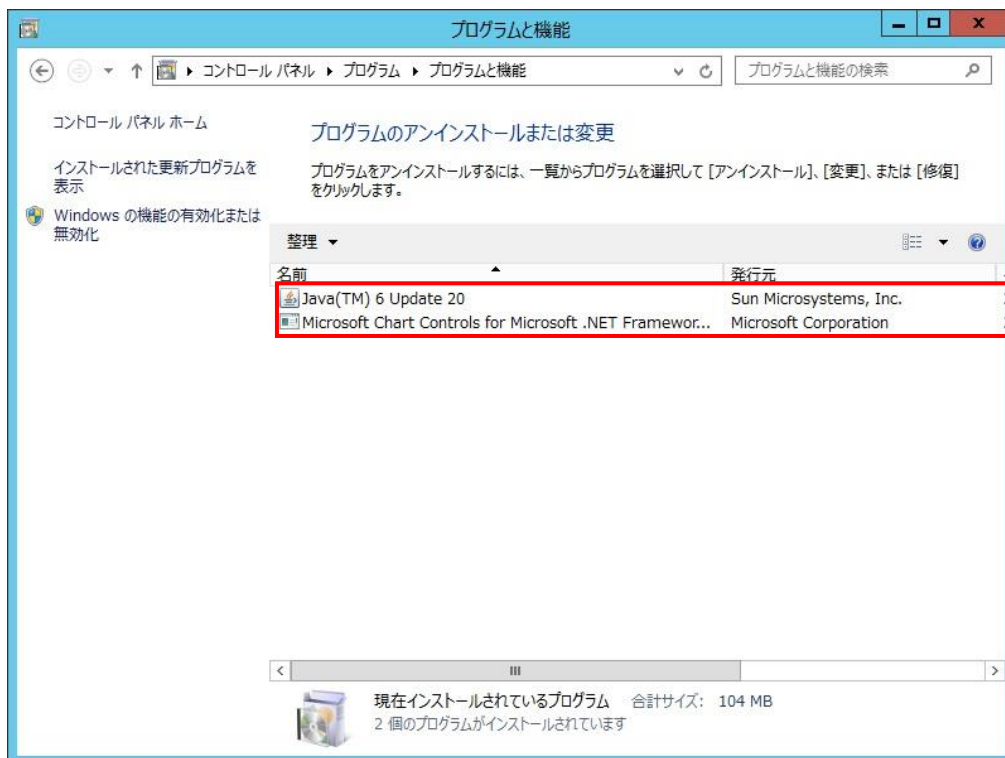 プログラムと機能
コントロール パネル プログラム プログラムと機能
プログラムと機能の検索
コントロール パネル ホーム
インストールされた更新プログラムを
表示
Windows の機能の有効化または
無効化
プログラムのアンインストールまたは変更
プログラムをアンインストールするには、一覧からプログラムを選択して [アンインストール]、[変更]、または [修復]
をクリックします。
整理
名前 発行元
Java(TM) 6 Update 20 Sun Microsystems, Inc.
Microsoft Chart Controls for Microsoft .NET Framewor... Microsoft Corporation
現在インストールされているプログラム 合計サイズ: 104 MB
2 個のプログラムがインストールされています